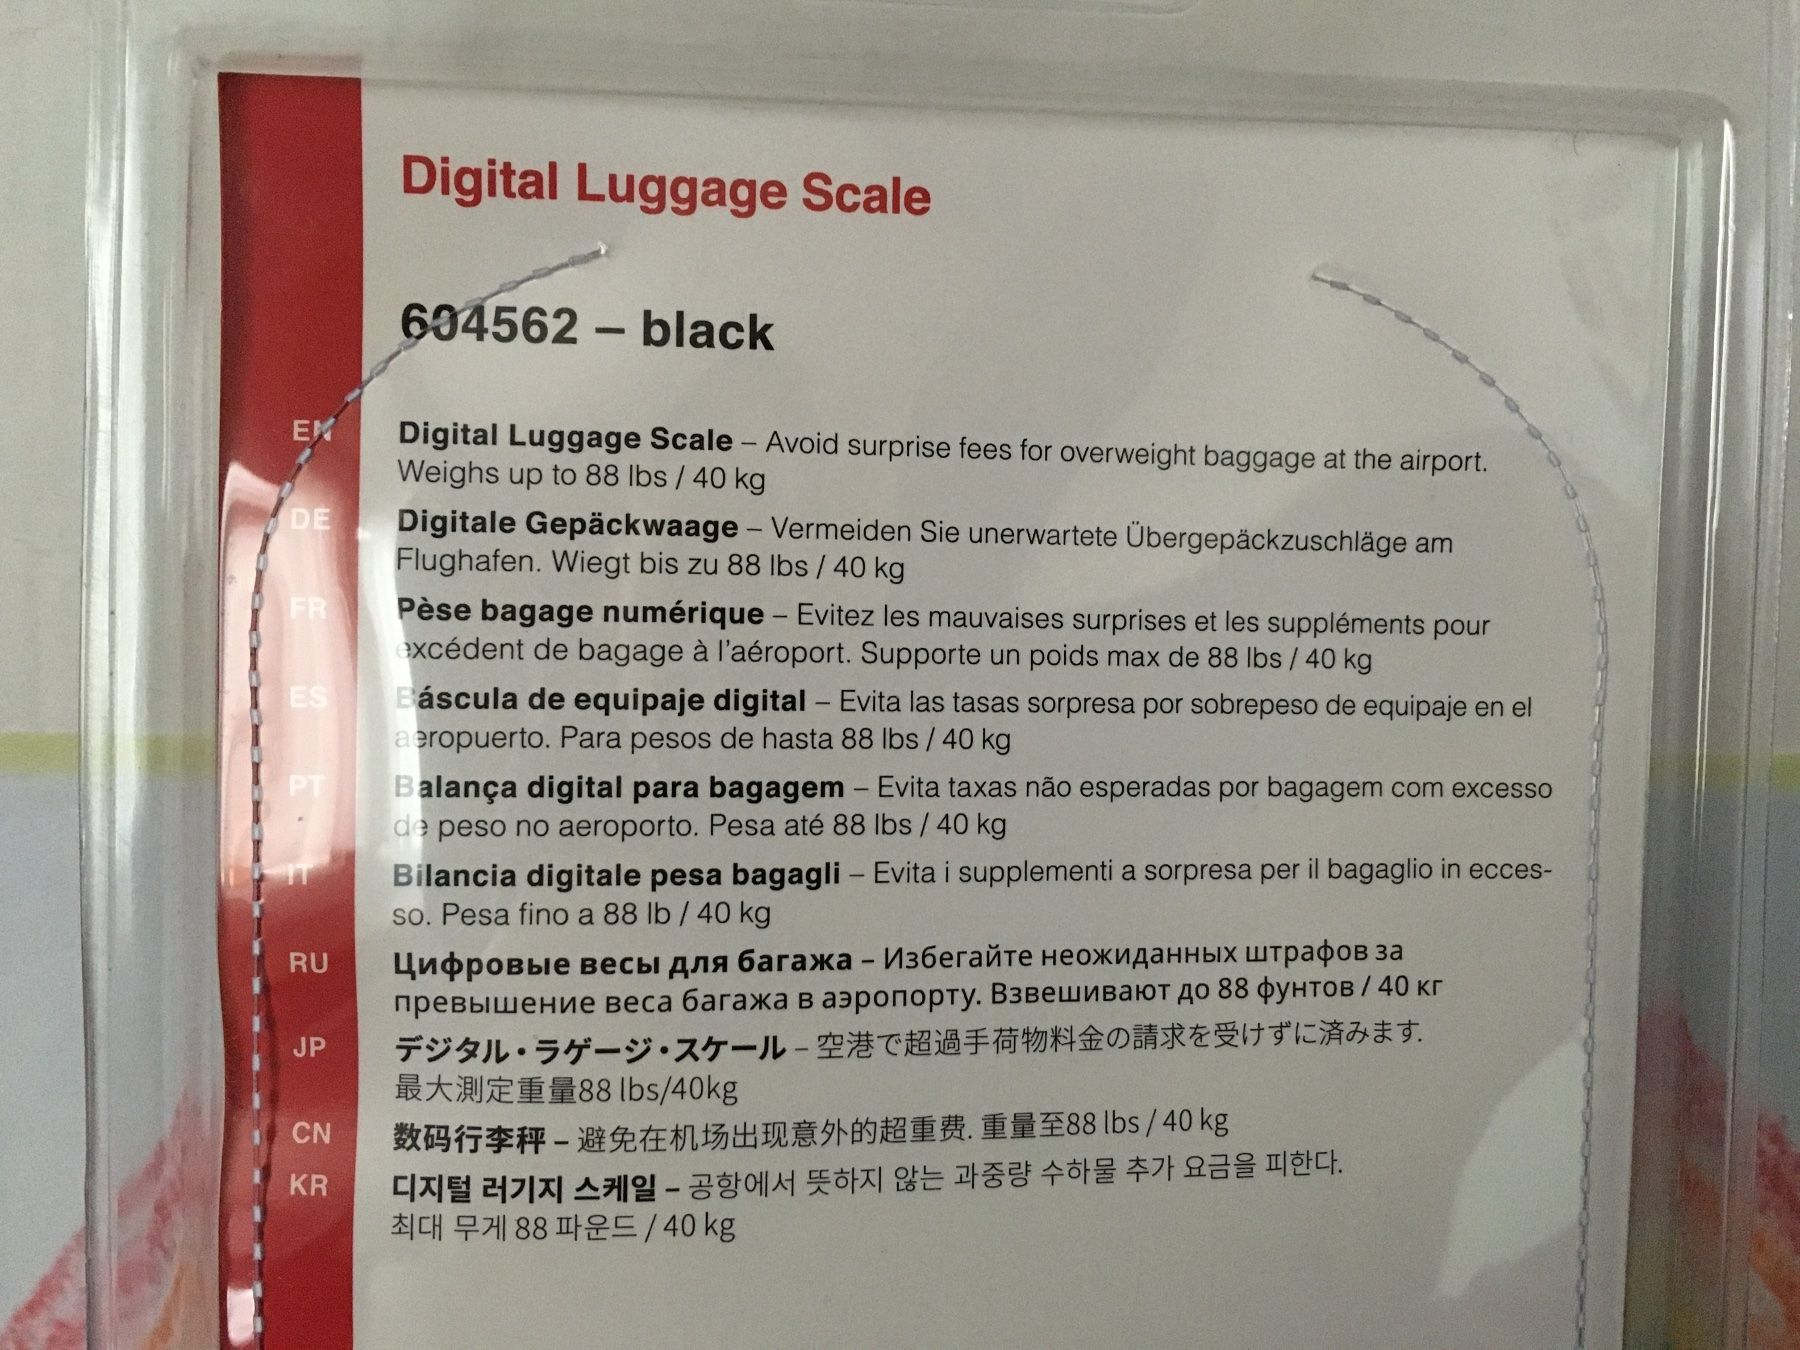 Digital Luggage Scale
604562 – black
EN Digital Luggage Scale – Avoid surprise fees for overweight baggage at the airport.
Weighs up to 88 lbs / 40 kg
DE Digitale Gepäckwaage – Vermeiden Sie unerwartete Übergepäckzuschläge am
Flughafen. Wiegt bis zu 88 lbs / 40 kg
FR Pèse bagage numérique – Evitez les mauvaises surprises et les suppléments pour
excédent de bagage à l'aéroport. Supporte un poids max de 88 lbs / 40 kg
ES Báscula de equipaje digital – Evita las tasas sorpresa por sobrepeso de equipaje en el
aeropuerto. Para pesos de hasta 88 lbs / 40 kg
PT Balança digital para bagagem – Evita taxas não esperadas por bagagem com excesso
de peso no aeroporto. Pesa até 88 lbs / 40 kg
IT Bilancia digitale pesa bagagli – Evita i supplementi a sorpresa per il bagaglio in ecces-
so. Pesa fino a 88 lb / 40 kg
RU Цифровые весы для багажа – Избегайте неожиданных штрафов за
превышение веса багажа в аэропорту. Взвешивают до 88 фунтов / 40 кг
JP デジタル・ラゲージ・スケール – 空港で超過手荷物料金の請求を受けずに済みます.
最大測定重量88 lbs/40kg
CN 数码行李秤 – 避免在机场出现意外的超重费. 重量至88 lbs / 40 kg
KR 디지털 러기지 스케일 – 공항에서 뜻하지 않는 과중량 수하물 추가 요금을 피한다.
최대 무게 88 파운드 / 40 kg